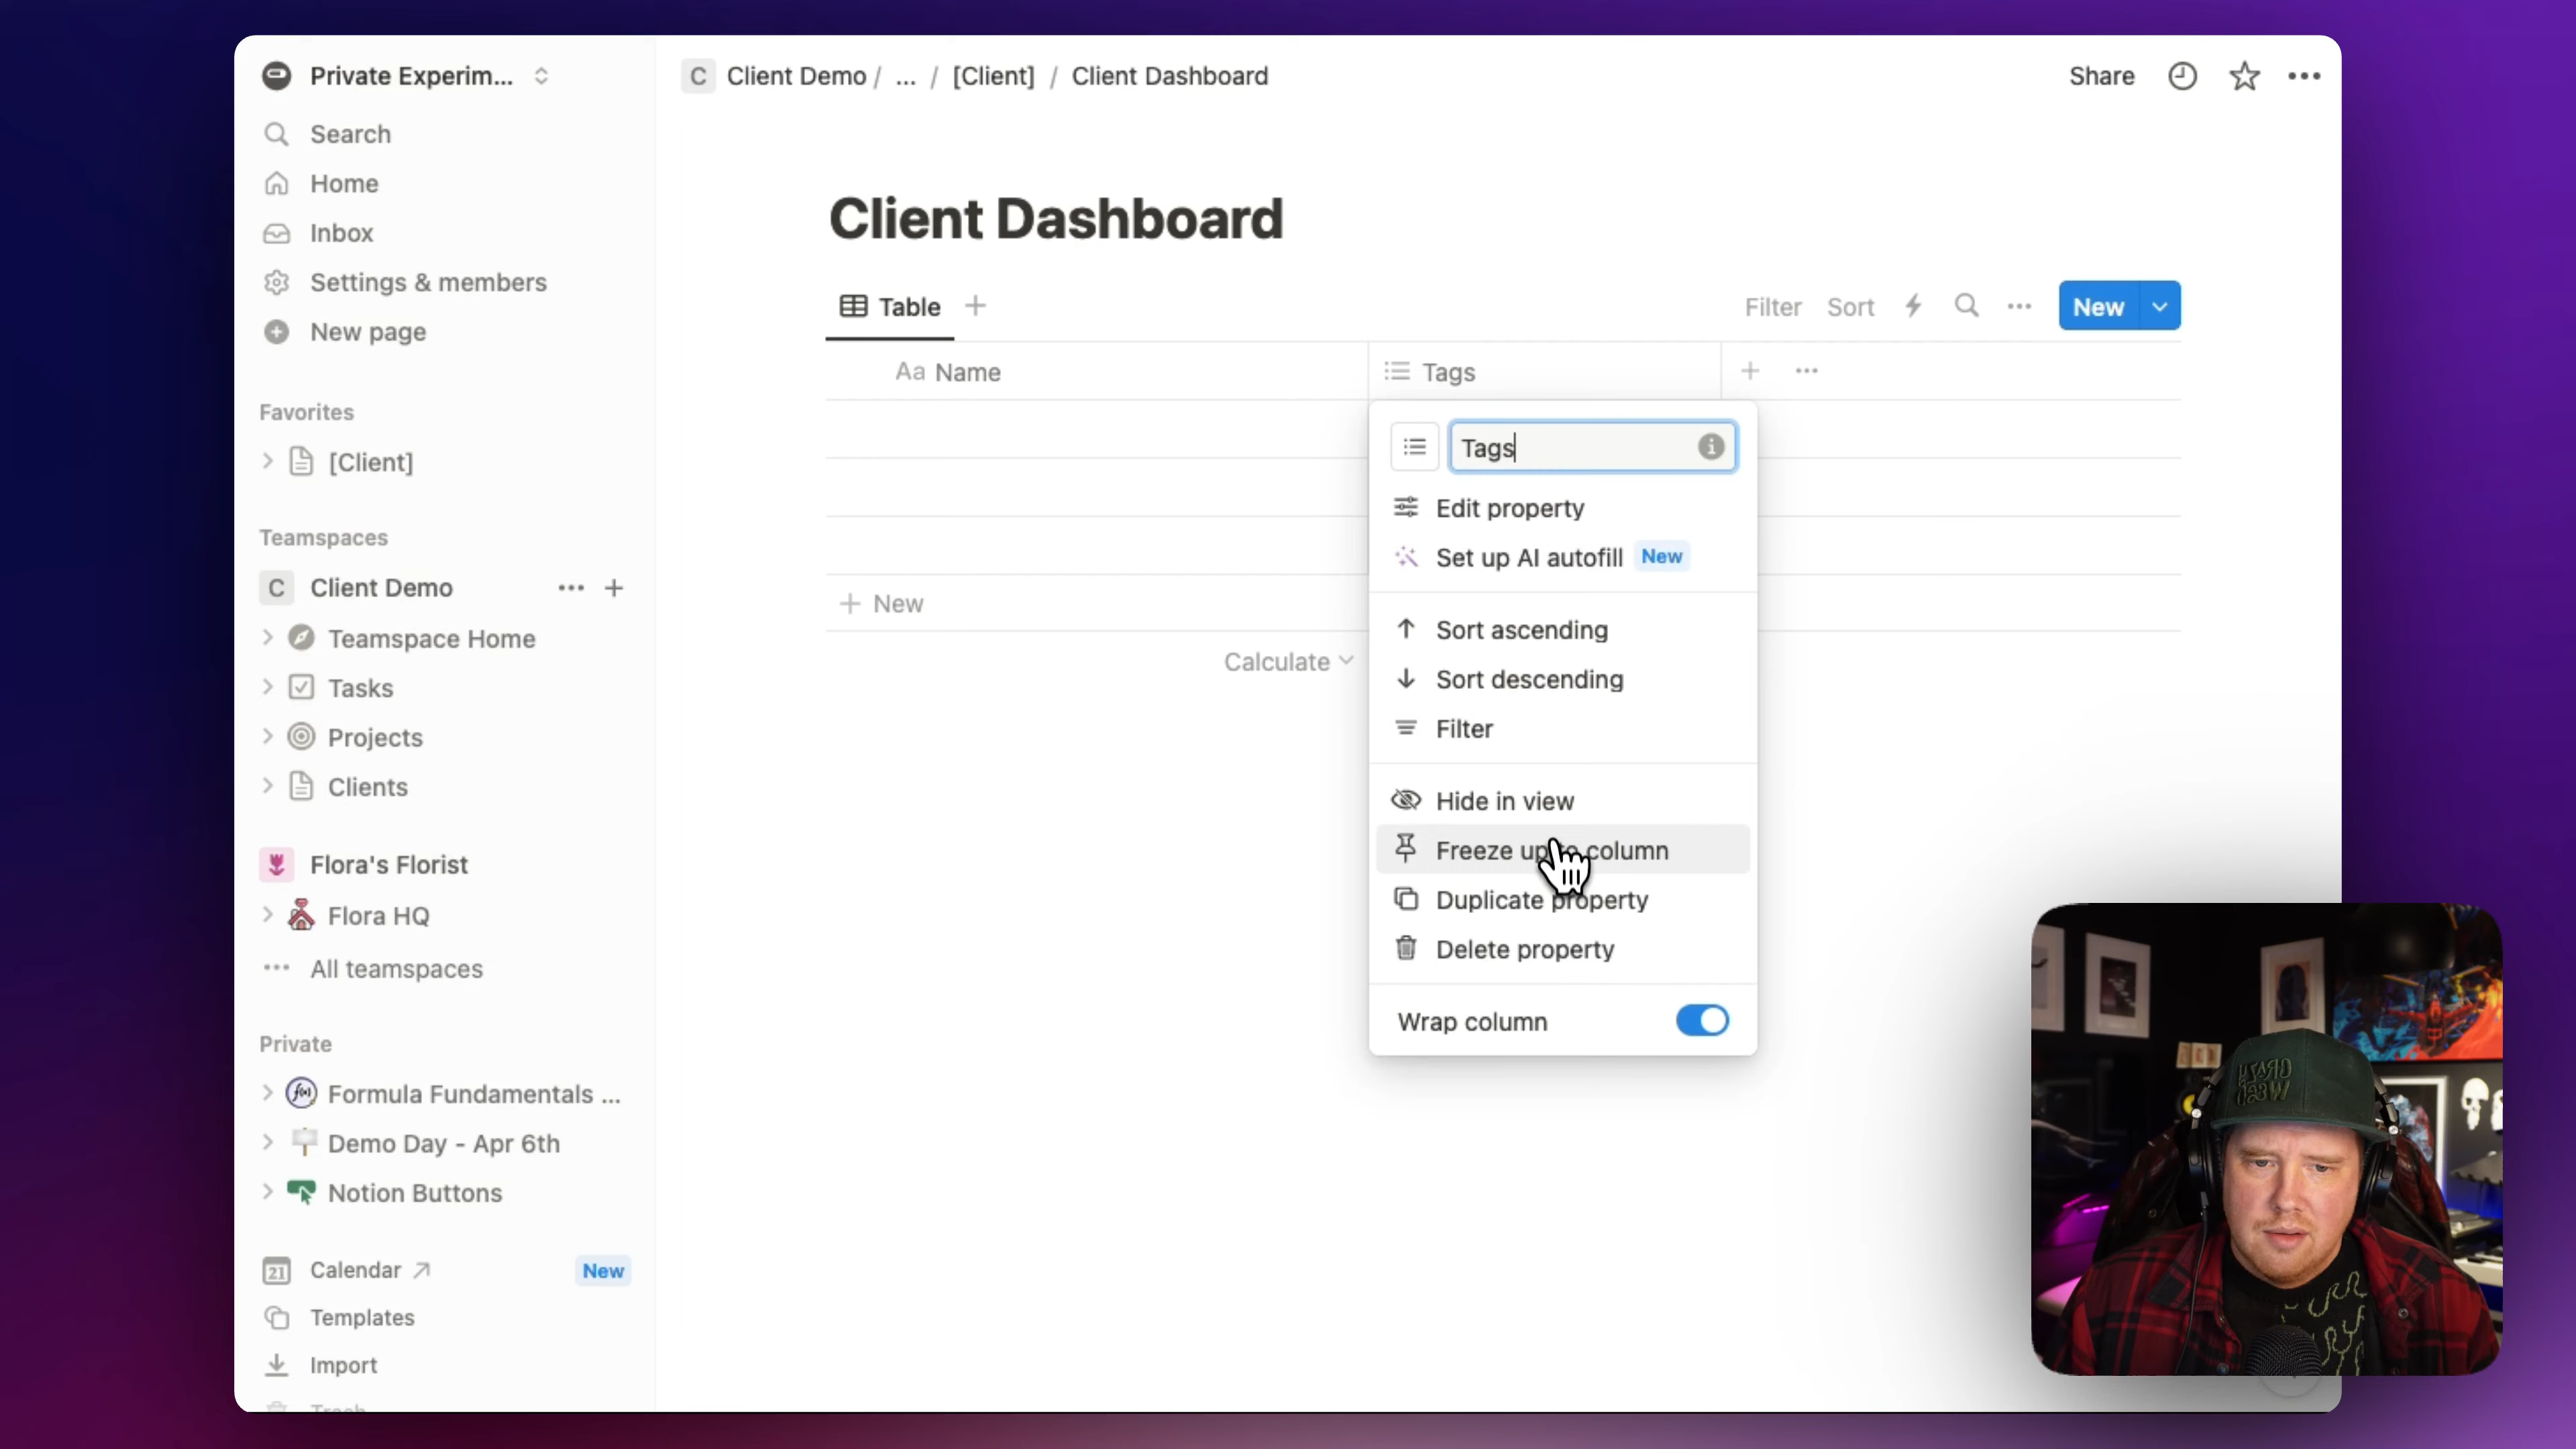 Private Experim...
C Client Demo / ... / [Client] / Client Dashboard
Share
Search
Home
Inbox
Settings & members
New page
Favorites
[Client]
Teamspaces
C Client Demo
Teamspace Home
Tasks
Projects
Clients
Flora's Florist
Flora HQ
All teamspaces
Private
Formula Fundamentals ...
Demo Day - Apr 6th
Notion Buttons
21 Calendar New
Templates
Import
Trash
Client Dashboard
Table
Filter Sort New
Aa Name Tags
Tags
Edit property
Set up AI autofill New
Sort ascending
Sort descending
Filter
Hide in view
Freeze up to column
Duplicate property
Delete property
Wrap column
New
Calculate